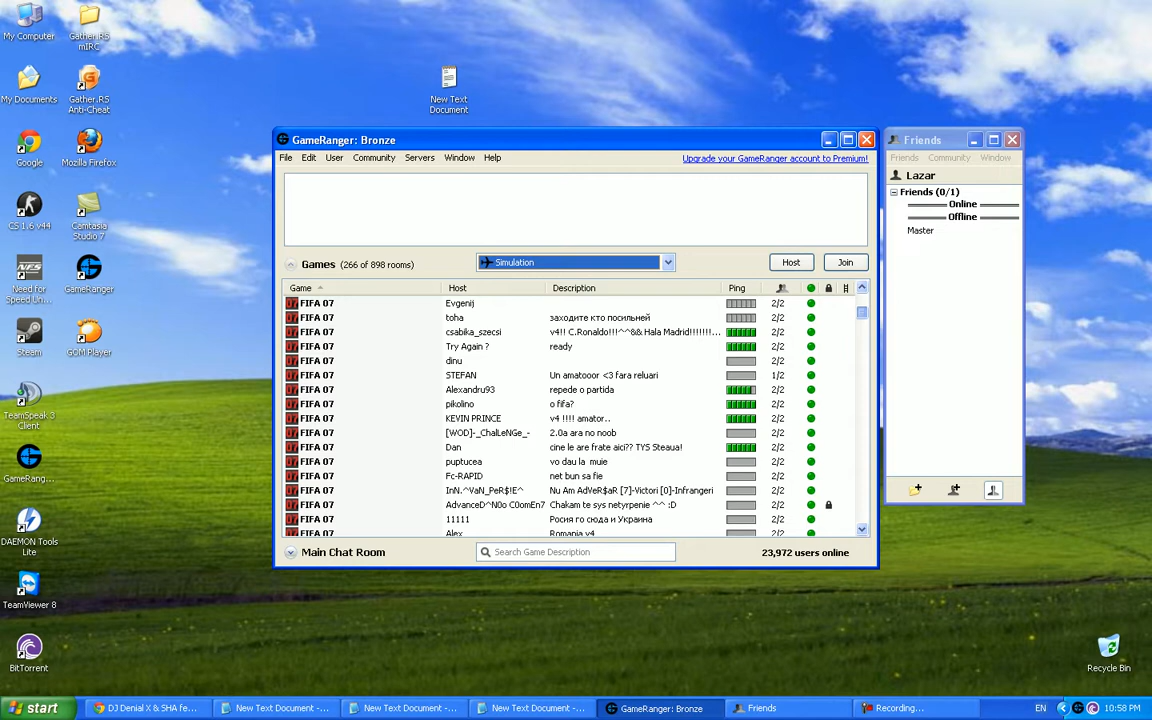 My Computer
Gather.RS mIRC
My Documents
Gather.RS Anti-Cheat
New Text Document
Google
Mozilla Firefox
CS 1.6 v44
Camtasia Studio 7
Need for Speed Un...
GameRanger
Steam
GOM Player
TeamSpeak 3 Client
GameRang...
DAEMON Tools Lite
TeamViewer 8
BitTorrent
Recycle Bin
GameRanger: Bronze
File Edit User Community Servers Window Help
Upgrade your GameRanger account to Premium!
Games (266 of 898 rooms)
Simulation
Host
Join
Game Host Description Ping
FIFA 07 Evgenij 2/2
FIFA 07 toha заходите кто посильней 2/2
FIFA 07 csabika_szecsi v4!! C.Ronaldo!!!^^&& Hala Madrid!!!!!!!... 2/2
FIFA 07 Try Again ? ready 2/2
FIFA 07 dinu 2/2
FIFA 07 STEFAN Un amatooor <3 fara reluari 1/2
FIFA 07 Alexandru93 repede o partida 2/2
FIFA 07 pikolino o fifa? 2/2
FIFA 07 KEVIN PRINCE v4 !!!! amator.. 2/2
FIFA 07 [WOD]-_ChalLeNGe_- 2.0a ara no noob 2/2
FIFA 07 Dan cine le are frate aici?? TYS Steaua! 2/2
FIFA 07 puptucea vo dau la muie 2/2
FIFA 07 Fc-RAPID net bun sa fie 2/2
FIFA 07 InN.^VaN_PeR$!E^ Nu Am AdVeR$aR [7]-Victori [0]-Infrangeri 2/2
FIFA 07 AdvanceD^N0o C0omEn7 Chakam te sys netyrpenie ^^ :D 2/2
FIFA 07 11111 Росия го сюда и Украина 2/2
FIFA 07 Alex Romania v4 2/2
Main Chat Room
Search Game Description
23,972 users online
Friends
Friends Community Window
Lazar
Friends (0/1)
Online
Offline
Master
start
DJ Denial X & SHA fe...
New Text Document -...
New Text Document -...
New Text Document -...
GameRanger: Bronze
Friends
Recording...
EN
10:58 PM